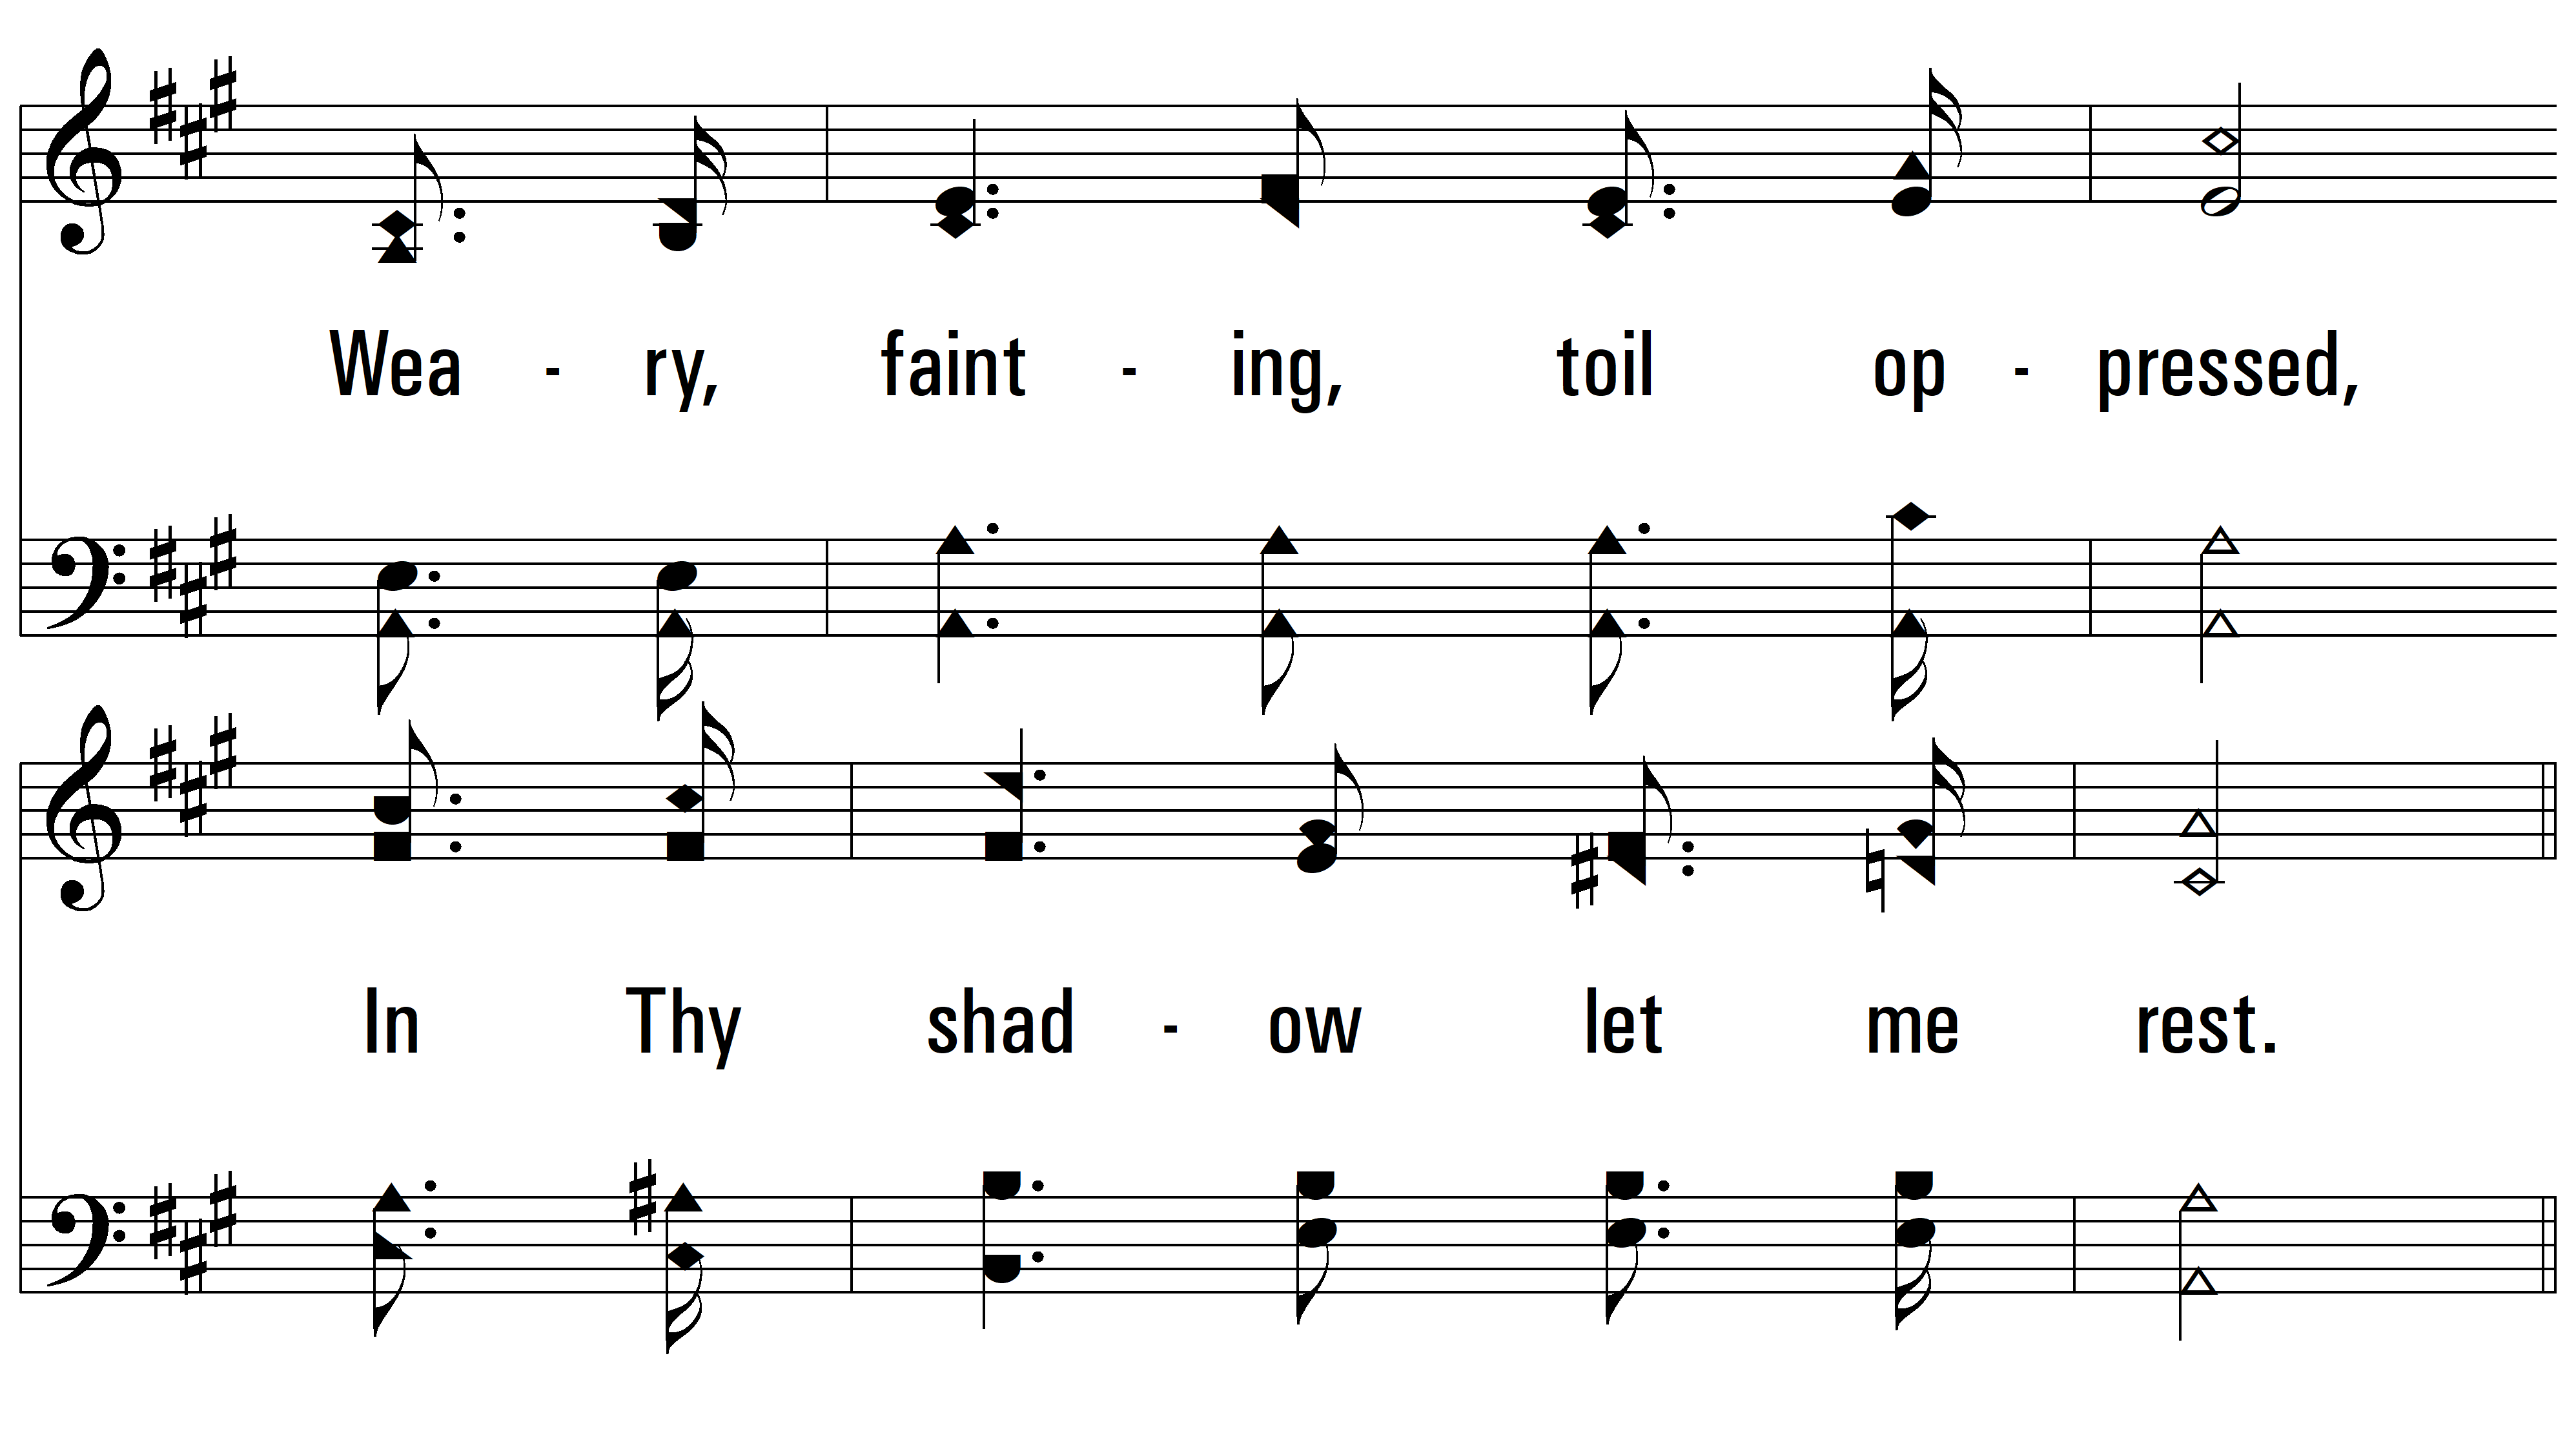 Wea - ry, faint - ing, toil op - pressed,
In Thy shad - ow let me rest.